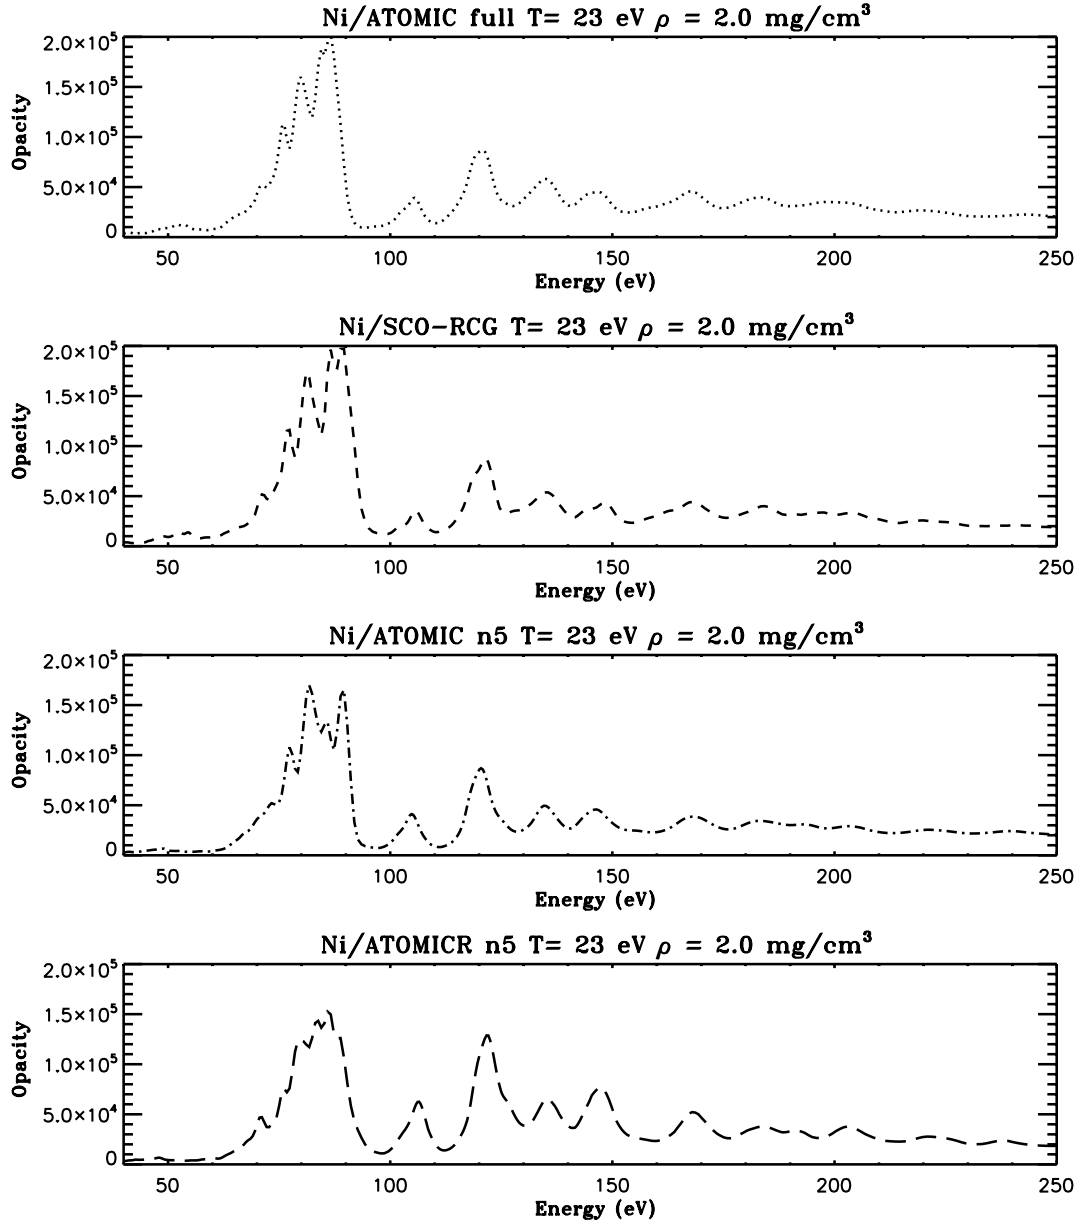 Ni/ATOMIC full T= 23 eV ρ = 2.0 mg/cm³
2.0×10⁵
1.5×10⁵
1.0×10⁵
5.0×10⁴
0
Opacity
50 100 150 200 250
Energy (eV)
Ni/SCO−RCG T= 23 eV ρ = 2.0 mg/cm³
2.0×10⁵
1.5×10⁵
1.0×10⁵
5.0×10⁴
0
Opacity
50 100 150 200 250
Energy (eV)
Ni/ATOMIC n5 T= 23 eV ρ = 2.0 mg/cm³
2.0×10⁵
1.5×10⁵
1.0×10⁵
5.0×10⁴
0
Opacity
50 100 150 200 250
Energy (eV)
Ni/ATOMICR n5 T= 23 eV ρ = 2.0 mg/cm³
2.0×10⁵
1.5×10⁵
1.0×10⁵
5.0×10⁴
0
Opacity
50 100 150 200 250
Energy (eV)